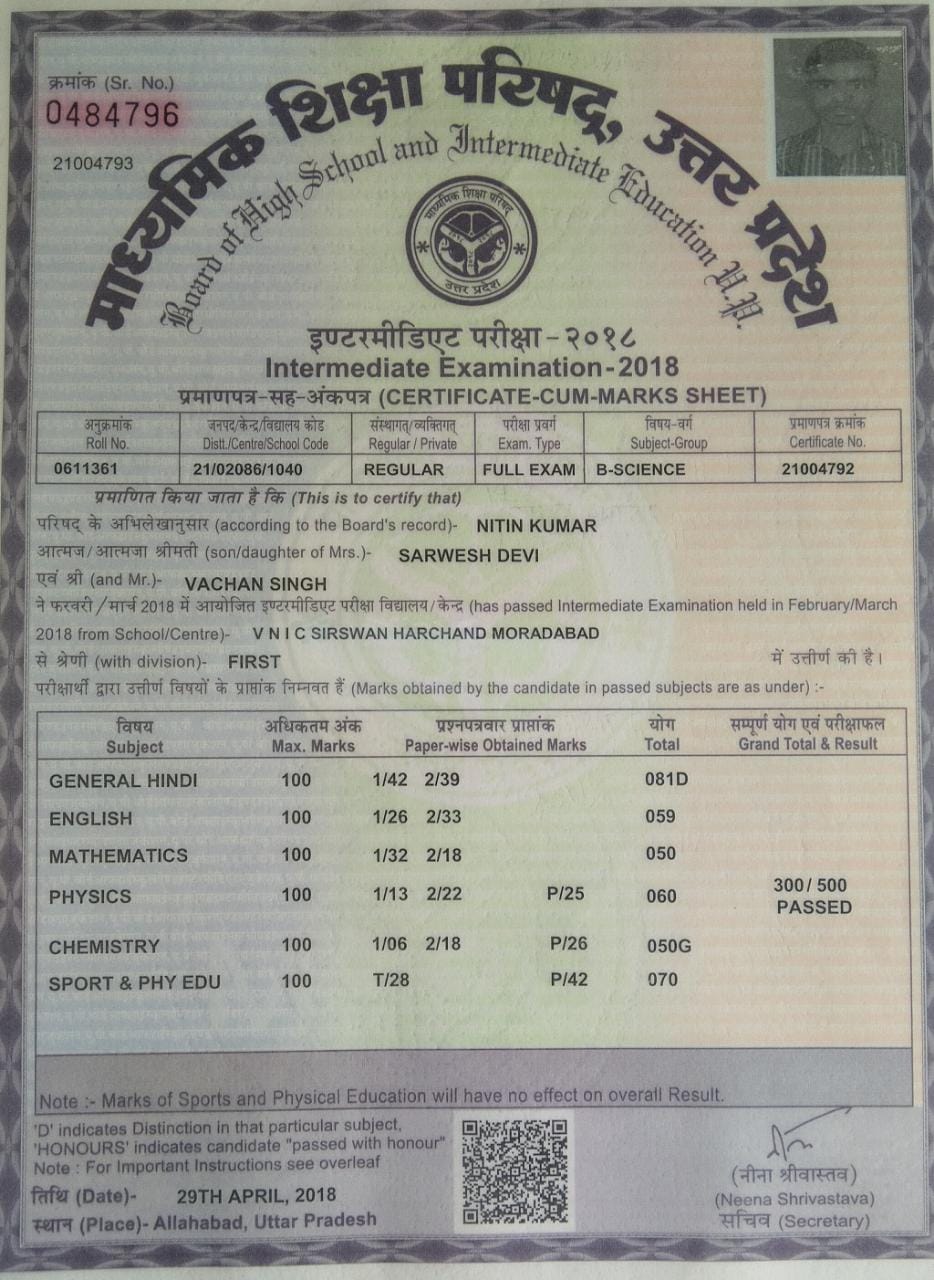 क्रमांक (Sr. No.)
0484796
21004793
माध्यमिक शिक्षा परिषद्, उत्तर प्रदेश
Board of High School and Intermediate Education U.P.
माध्यमिक शिक्षा परिषद्
उत्तर प्रदेश
इण्टरमीडिएट परीक्षा - २०१८
Intermediate Examination - 2018
प्रमाणपत्र-सह-अंकपत्र (CERTIFICATE-CUM-MARKS SHEET)
अनुक्रमांक जनपद/केन्द्र/विद्यालय कोड संस्थागत्/व्यक्तिगत् परीक्षा प्रवर्ग विषय-वर्ग प्रमाणपत्र क्रमांक
Roll No. Distt./Centre/School Code Regular / Private Exam. Type Subject-Group Certificate No.
0611361 21/02086/1040 REGULAR FULL EXAM B-SCIENCE 21004792
प्रमाणित किया जाता है कि (This is to certify that)
परिषद् के अभिलेखानुसार (according to the Board's record)- NITIN KUMAR
आत्मज/आत्मजा श्रीमती (son/daughter of Mrs.)- SARWESH DEVI
एवं श्री (and Mr.)- VACHAN SINGH
ने फरवरी/मार्च 2018 में आयोजित इण्टरमीडिएट परीक्षा विद्यालय/केन्द्र (has passed Intermediate Examination held in February/March
2018 from School/Centre)- V N I C SIRSWAN HARCHAND MORADABAD
से श्रेणी (with division)- FIRST में उत्तीर्ण की है।
परीक्षार्थी द्वारा उत्तीर्ण विषयों के प्राप्तांक निम्नवत हैं (Marks obtained by the candidate in passed subjects are as under) :-
विषय अधिकतम अंक प्रश्नपत्रवार प्राप्तांक योग सम्पूर्ण योग एवं परीक्षाफल
Subject Max. Marks Paper-wise Obtained Marks Total Grand Total & Result
GENERAL HINDI 100 1/42 2/39 081D
ENGLISH 100 1/26 2/33 059
MATHEMATICS 100 1/32 2/18 050
PHYSICS 100 1/13 2/22 P/25 060 300 / 500
PASSED
CHEMISTRY 100 1/06 2/18 P/26 050G
SPORT & PHY EDU 100 T/28 P/42 070
Note :- Marks of Sports and Physical Education will have no effect on overall Result.
'D' indicates Distinction in that particular subject,
'HONOURS' indicates candidate "passed with honour"
Note : For Important Instructions see overleaf
तिथि (Date)- 29TH APRIL, 2018
स्थान (Place)- Allahabad, Uttar Pradesh
(नीना श्रीवास्तव)
(Neena Shrivastava)
सचिव (Secretary)